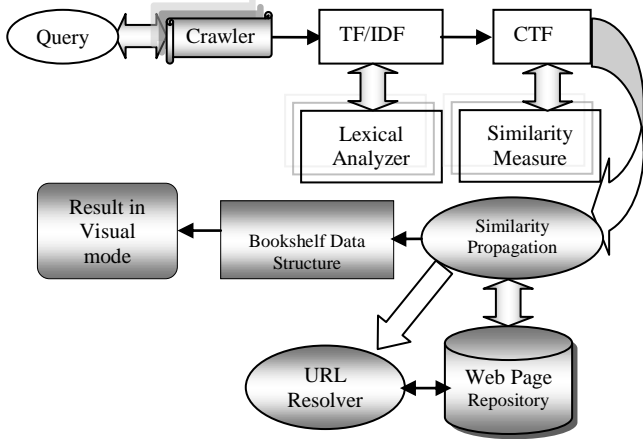 Query
Crawler
TF/IDF
CTF
Lexical
Analyzer
Similarity
Measure
Result in
Visual
mode
Bookshelf Data
Structure
Similarity
Propagation
URL
Resolver
Web Page
Repository